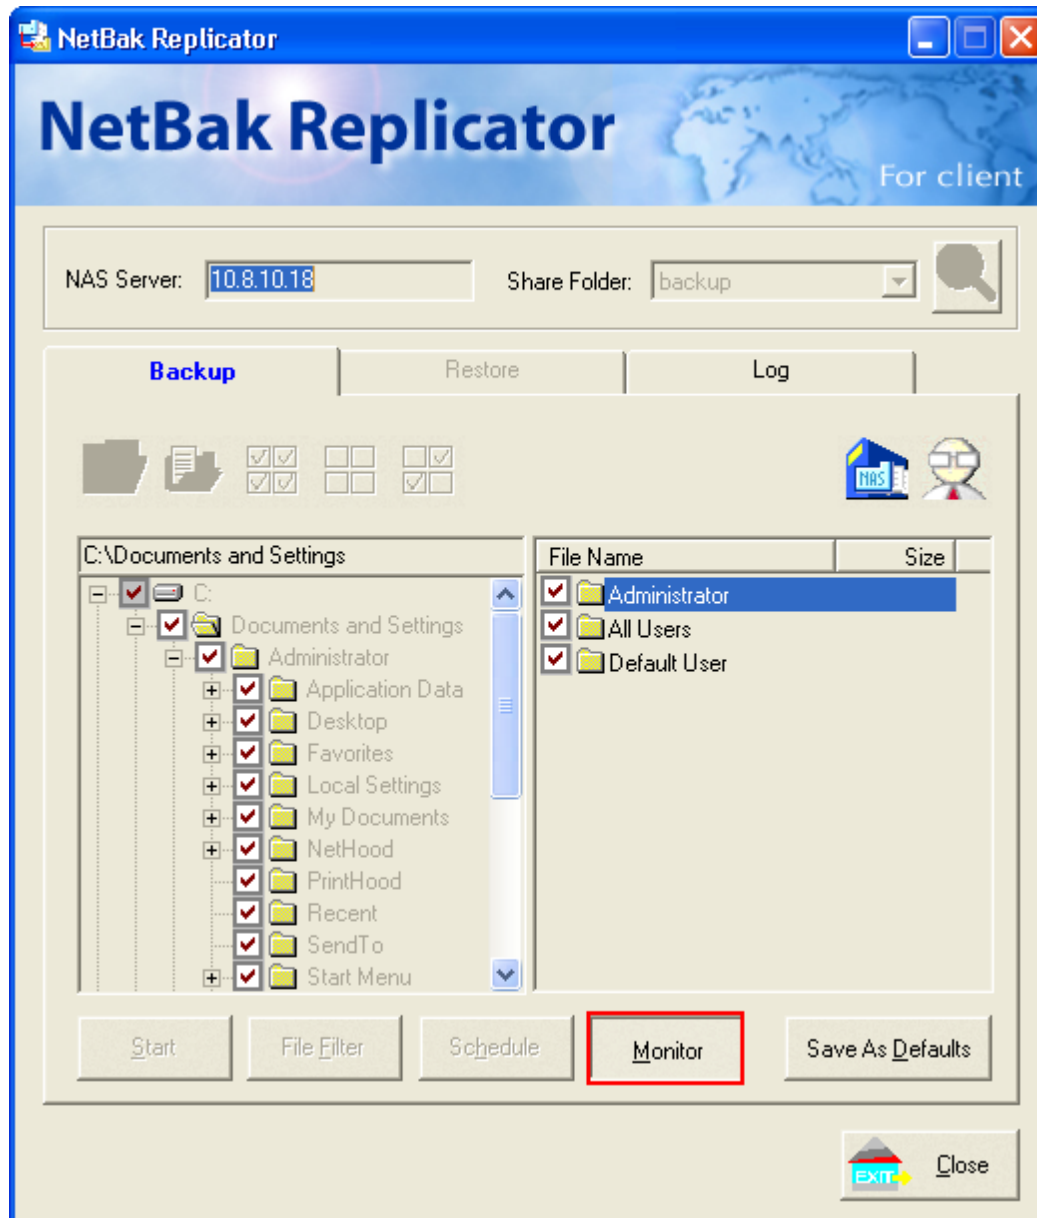 NetBak Replicator
NetBak Replicator
For client
NAS Server: 10.8.10.18 Share Folder: backup
Backup Restore Log
NAS
C:\Documents and Settings
C:
Documents and Settings
Administrator
Application Data
Desktop
Favorites
Local Settings
My Documents
NetHood
PrintHood
Recent
SendTo
Start Menu
File Name Size
Administrator
All Users
Default User
Start File Filter Schedule Monitor Save As Defaults
EXIT Close